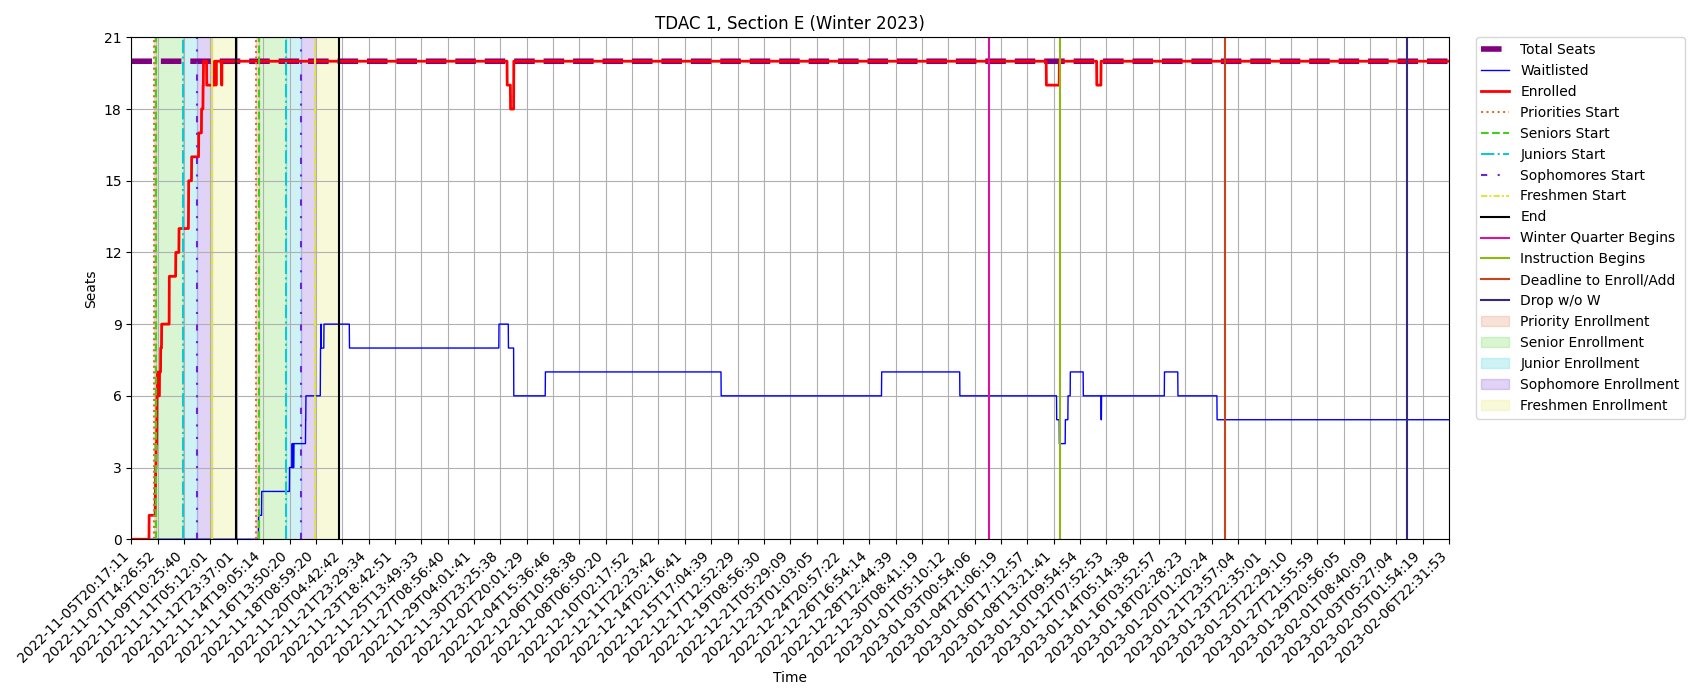 TDAC 1, Section E (Winter 2023)
21
18
15
12
9
6
3
0
Seats
2022-11-05T20:17:11
2022-11-07T14:26:52
2022-11-09T10:25:40
2022-11-11T05:12:01
2022-11-12T23:37:01
2022-11-14T19:05:14
2022-11-16T13:50:20
2022-11-18T08:59:20
2022-11-20T04:42:42
2022-11-21T23:29:34
2022-11-23T18:42:51
2022-11-25T13:49:33
2022-11-27T08:56:40
2022-11-29T04:01:41
2022-11-30T23:25:38
2022-12-02T20:01:29
2022-12-04T15:36:46
2022-12-06T10:58:38
2022-12-08T06:50:20
2022-12-10T02:17:52
2022-12-11T22:23:42
2022-12-14T02:16:41
2022-12-15T17:04:39
2022-12-17T12:52:29
2022-12-19T08:56:30
2022-12-21T05:29:09
2022-12-23T01:03:05
2022-12-24T20:57:22
2022-12-26T16:54:14
2022-12-28T12:44:39
2022-12-30T08:41:19
2023-01-01T05:10:12
2023-01-03T00:54:06
2023-01-04T21:06:19
2023-01-06T17:12:57
2023-01-08T13:21:41
2023-01-10T09:54:54
2023-01-12T07:52:53
2023-01-14T05:14:38
2023-01-16T03:52:57
2023-01-18T02:28:23
2023-01-20T01:20:24
2023-01-21T23:57:04
2023-01-23T22:35:01
2023-01-25T22:29:10
2023-01-27T21:55:59
2023-01-29T20:56:05
2023-02-01T08:40:09
2023-02-03T05:27:04
2023-02-05T01:54:19
2023-02-06T22:31:53
Time
Total Seats
Waitlisted
Enrolled
Priorities Start
Seniors Start
Juniors Start
Sophomores Start
Freshmen Start
End
Winter Quarter Begins
Instruction Begins
Deadline to Enroll/Add
Drop w/o W
Priority Enrollment
Senior Enrollment
Junior Enrollment
Sophomore Enrollment
Freshmen Enrollment